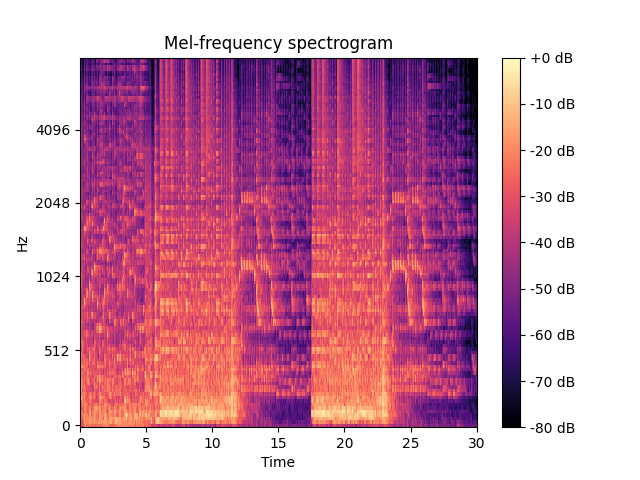 Mel-frequency spectrogram
Hz
4096
2048
1024
512
0
0 5 10 15 20 25 30
Time
+0 dB
-10 dB
-20 dB
-30 dB
-40 dB
-50 dB
-60 dB
-70 dB
-80 dB